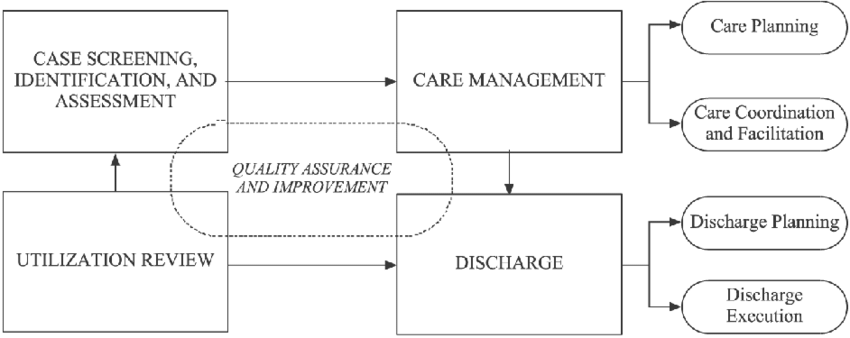 CASE SCREENING,
IDENTIFICATION, AND
ASSESSMENT
CARE MANAGEMENT
Care Planning
Care Coordination
and Facilitation
QUALITY ASSURANCE
AND IMPROVEMENT
UTILIZATION REVIEW
DISCHARGE
Discharge Planning
Discharge
Execution